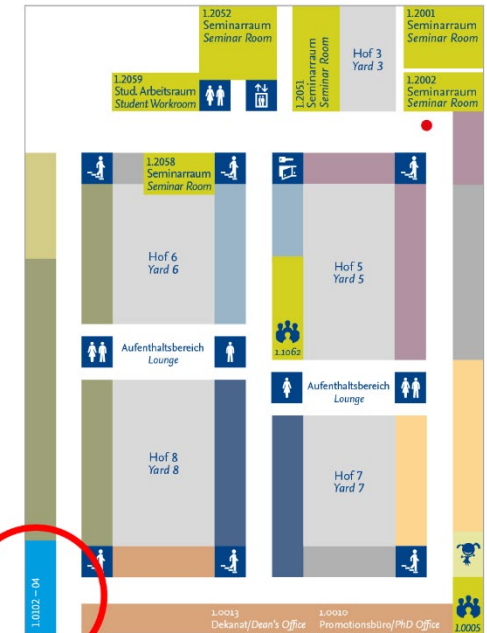 1.2052
Seminarraum
Seminar Room
1.2059
Stud. Arbeitsraum
Student Workroom
1.2051
Seminarraum
Seminar Room
Hof 3
Yard 3
1.2001
Seminarraum
Seminar Room
1.2002
Seminarraum
Seminar Room
1.2058
Seminarraum
Seminar Room
Hof 6
Yard 6
Hof 5
Yard 5
1.1062
Aufenthaltsbereich
Lounge
Aufenthaltsbereich
Lounge
Hof 8
Yard 8
Hof 7
Yard 7
1.0102 – 04
1.0013
Dekanat/Dean's Office
1.0010
Promotionsbüro/PhD Office
1.0005